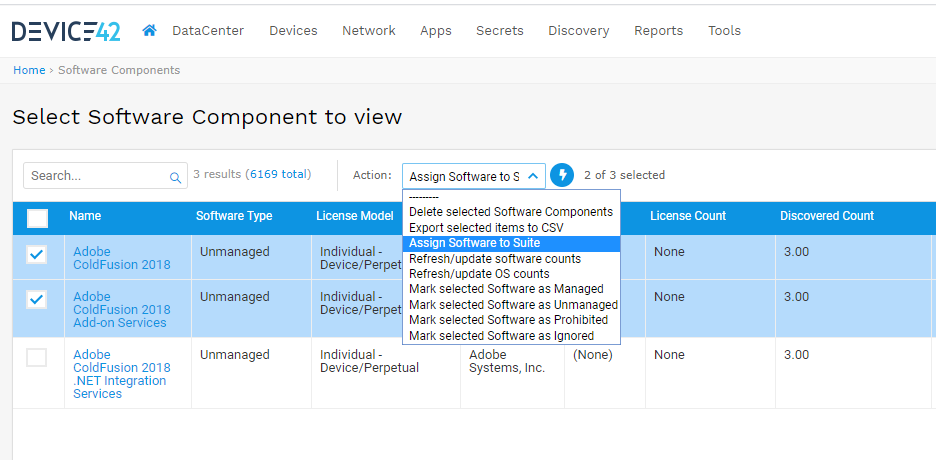 DEVICE42 DataCenter Devices Network Apps Secrets Discovery Reports Tools
Home › Software Components
Select Software Component to view
Search... 3 results (6169 total) Action: Assign Software to S 2 of 3 selected
---------
Delete selected Software Components
Export selected items to CSV
Assign Software to Suite
Refresh/update software counts
Refresh/update OS counts
Mark selected Software as Managed
Mark selected Software as Unmanaged
Mark selected Software as Prohibited
Mark selected Software as Ignored
Name Software Type License Model License Count Discovered Count
Adobe Unmanaged Individual - None 3.00
ColdFusion 2018 Device/Perpet
Adobe Unmanaged Individual - None 3.00
ColdFusion 2018 Device/Perpet
Add-on Services
Adobe Unmanaged Individual - Adobe (None) None 3.00
ColdFusion 2018 Device/Perpetual Systems, Inc.
.NET Integration
Services